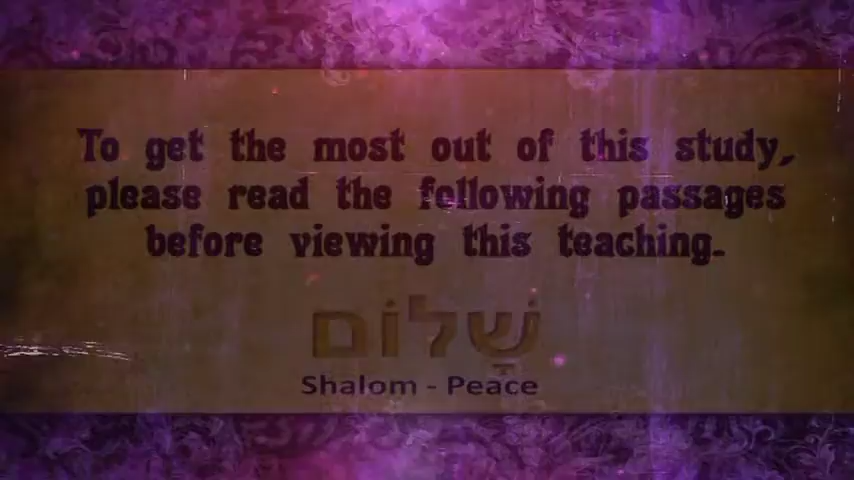 To get the most out of this study,
please read the following passages
before viewing this teaching.
שָׁלוֹם
Shalom - Peace